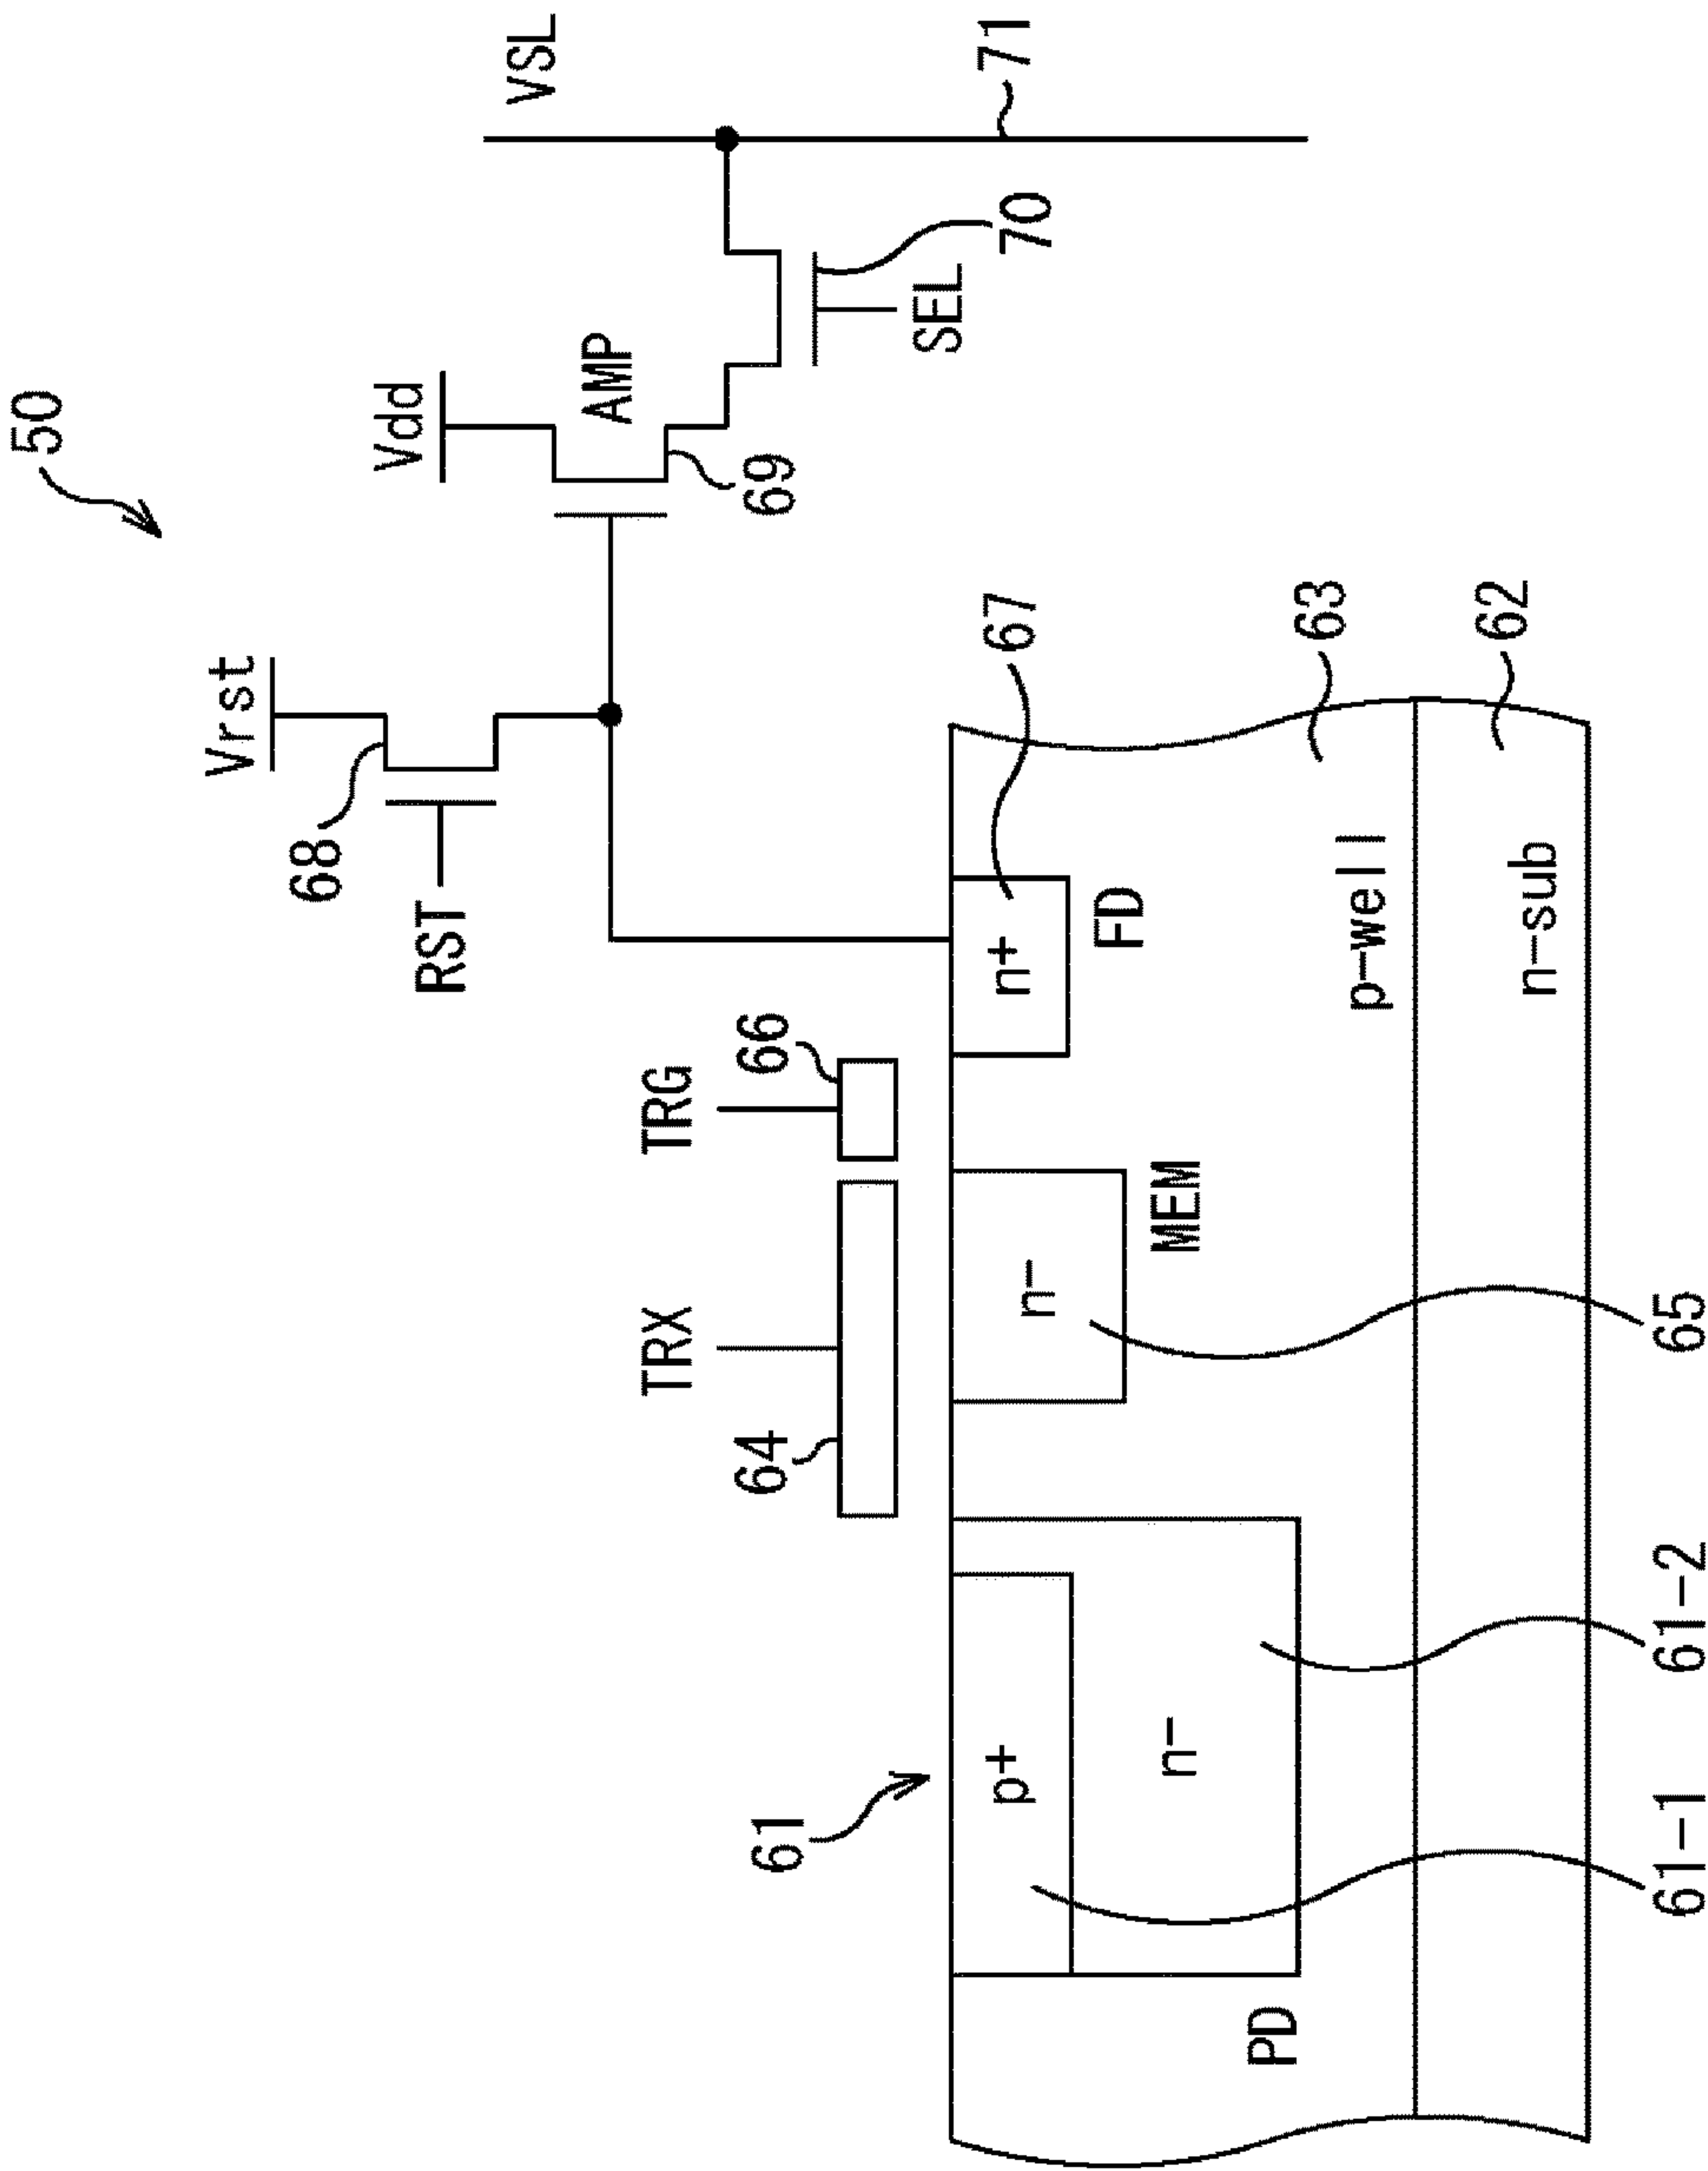 50
Vrst
Vdd
VSL
68
RST
AMP
69
SEL
70
71
TRX
TRG
64
66
61
p+
n-
n-
n+
67
MEM
FD
PD
p-well
63
n-sub
62
61-1
61-2
65